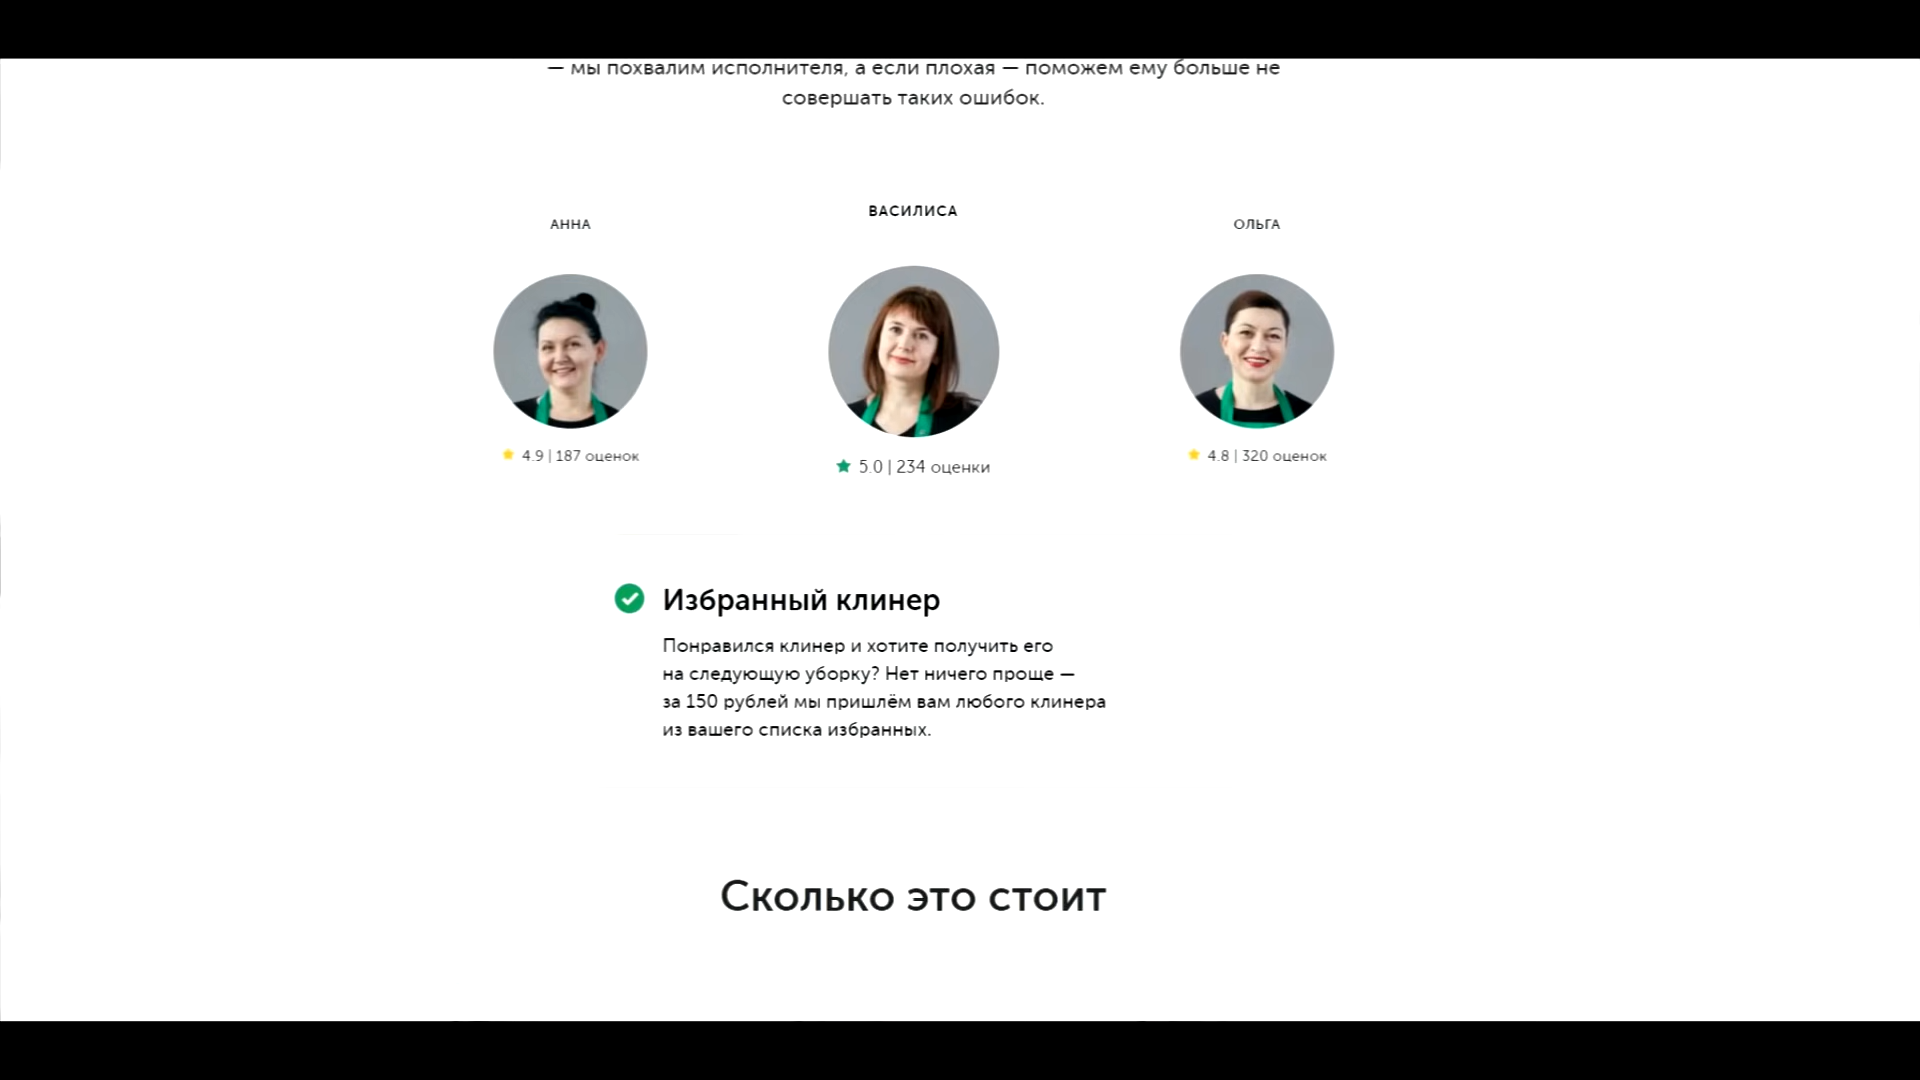 — мы похвалим исполнителя, а если плохая — поможем ему больше не
совершать таких ошибок.
АННА
ВАСИЛИСА
ОЛЬГА
4.9 | 187 оценок
5.0 | 234 оценки
4.8 | 320 оценок
Избранный клинер
Понравился клинер и хотите получить его
на следующую уборку? Нет ничего проще —
за 150 рублей мы пришлём вам любого клинера
из вашего списка избранных.
Сколько это стоит